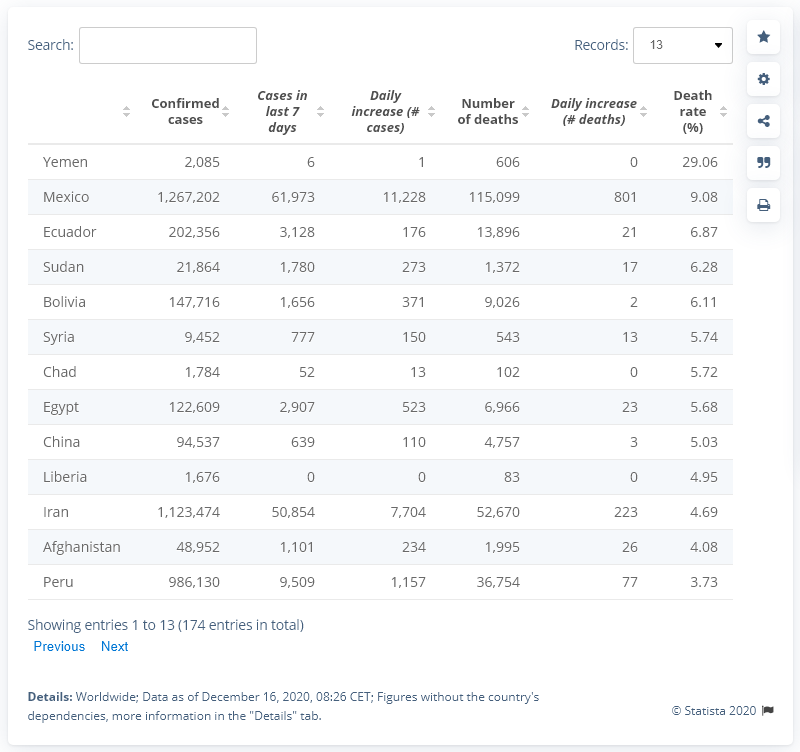 Search:
Records: 13
Confirmed cases
Cases in last 7 days
Daily increase (# cases)
Number of deaths
Daily increase (# deaths)
Death rate (%)
Yemen 2,085 6 1 606 0 29.06
Mexico 1,267,202 61,973 11,228 115,099 801 9.08
Ecuador 202,356 3,128 176 13,896 21 6.87
Sudan 21,864 1,780 273 1,372 17 6.28
Bolivia 147,716 1,656 371 9,026 2 6.11
Syria 9,452 777 150 543 13 5.74
Chad 1,784 52 13 102 0 5.72
Egypt 122,609 2,907 523 6,966 23 5.68
China 94,537 639 110 4,757 3 5.03
Liberia 1,676 0 0 83 0 4.95
Iran 1,123,474 50,854 7,704 52,670 223 4.69
Afghanistan 48,952 1,101 234 1,995 26 4.08
Peru 986,130 9,509 1,157 36,754 77 3.73
Showing entries 1 to 13 (174 entries in total)
Previous Next
Details: Worldwide; Data as of December 16, 2020, 08:26 CET; Figures without the country's
dependencies, more information in the "Details" tab.
© Statista 2020